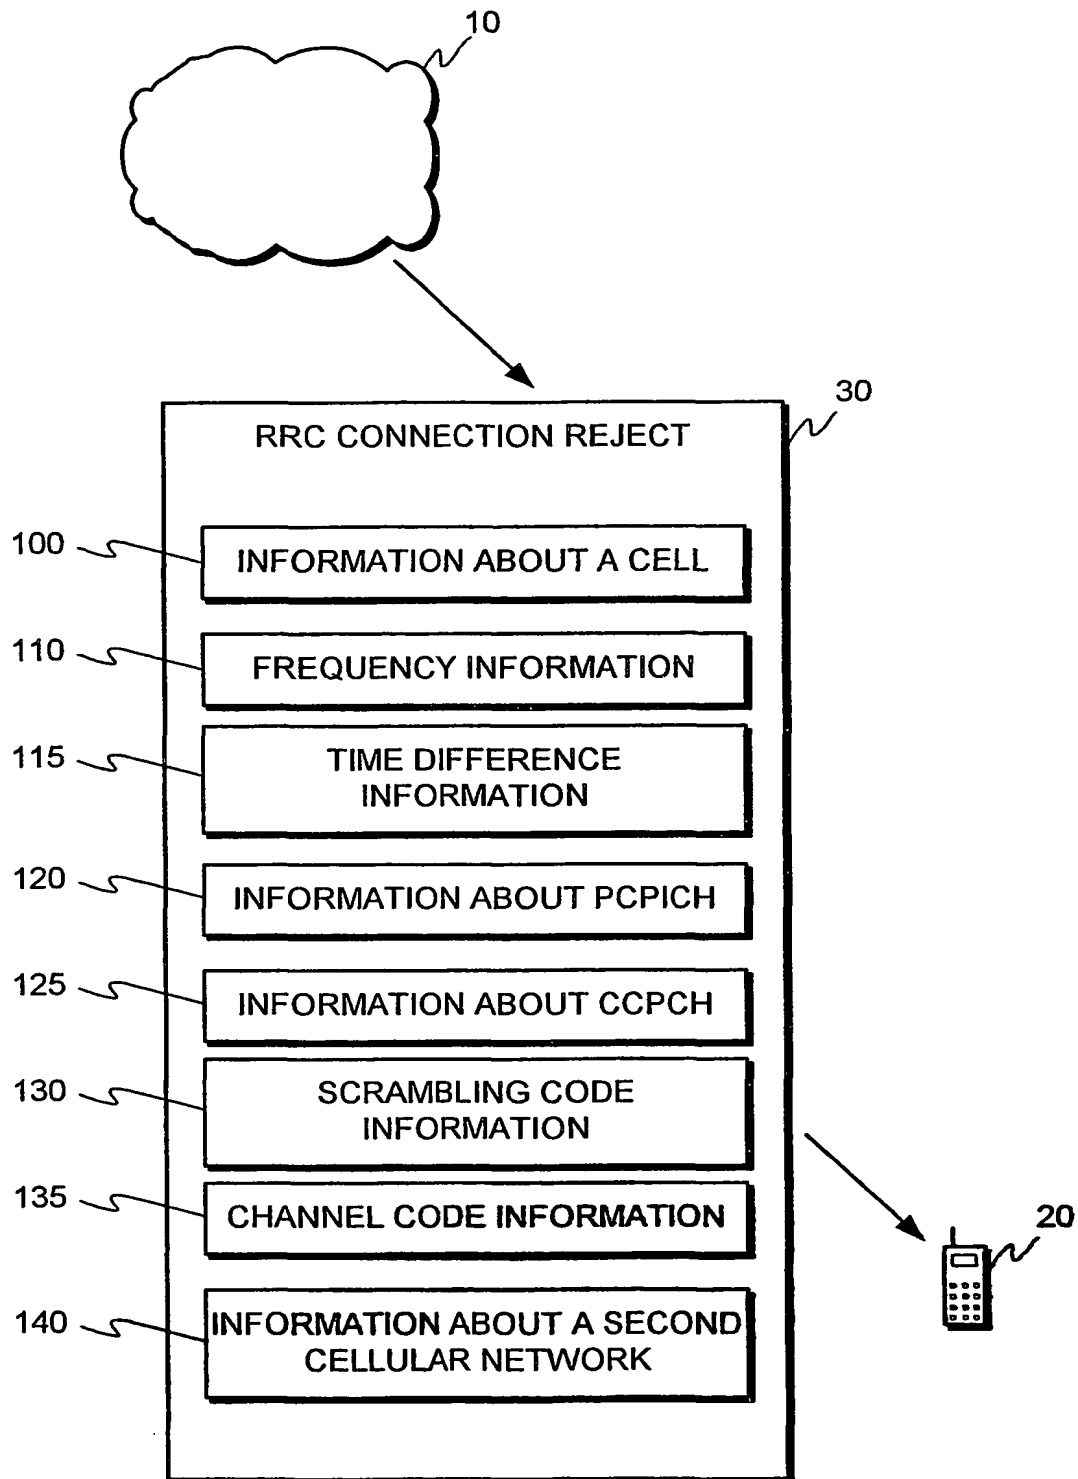 10
30
RRC CONNECTION REJECT
100
INFORMATION ABOUT A CELL
110
FREQUENCY INFORMATION
115
TIME DIFFERENCE
INFORMATION
120
INFORMATION ABOUT PCPICH
125
INFORMATION ABOUT CCPCH
130
SCRAMBLING CODE
INFORMATION
135
CHANNEL CODE INFORMATION
20
140
INFORMATION ABOUT A SECOND
CELLULAR NETWORK